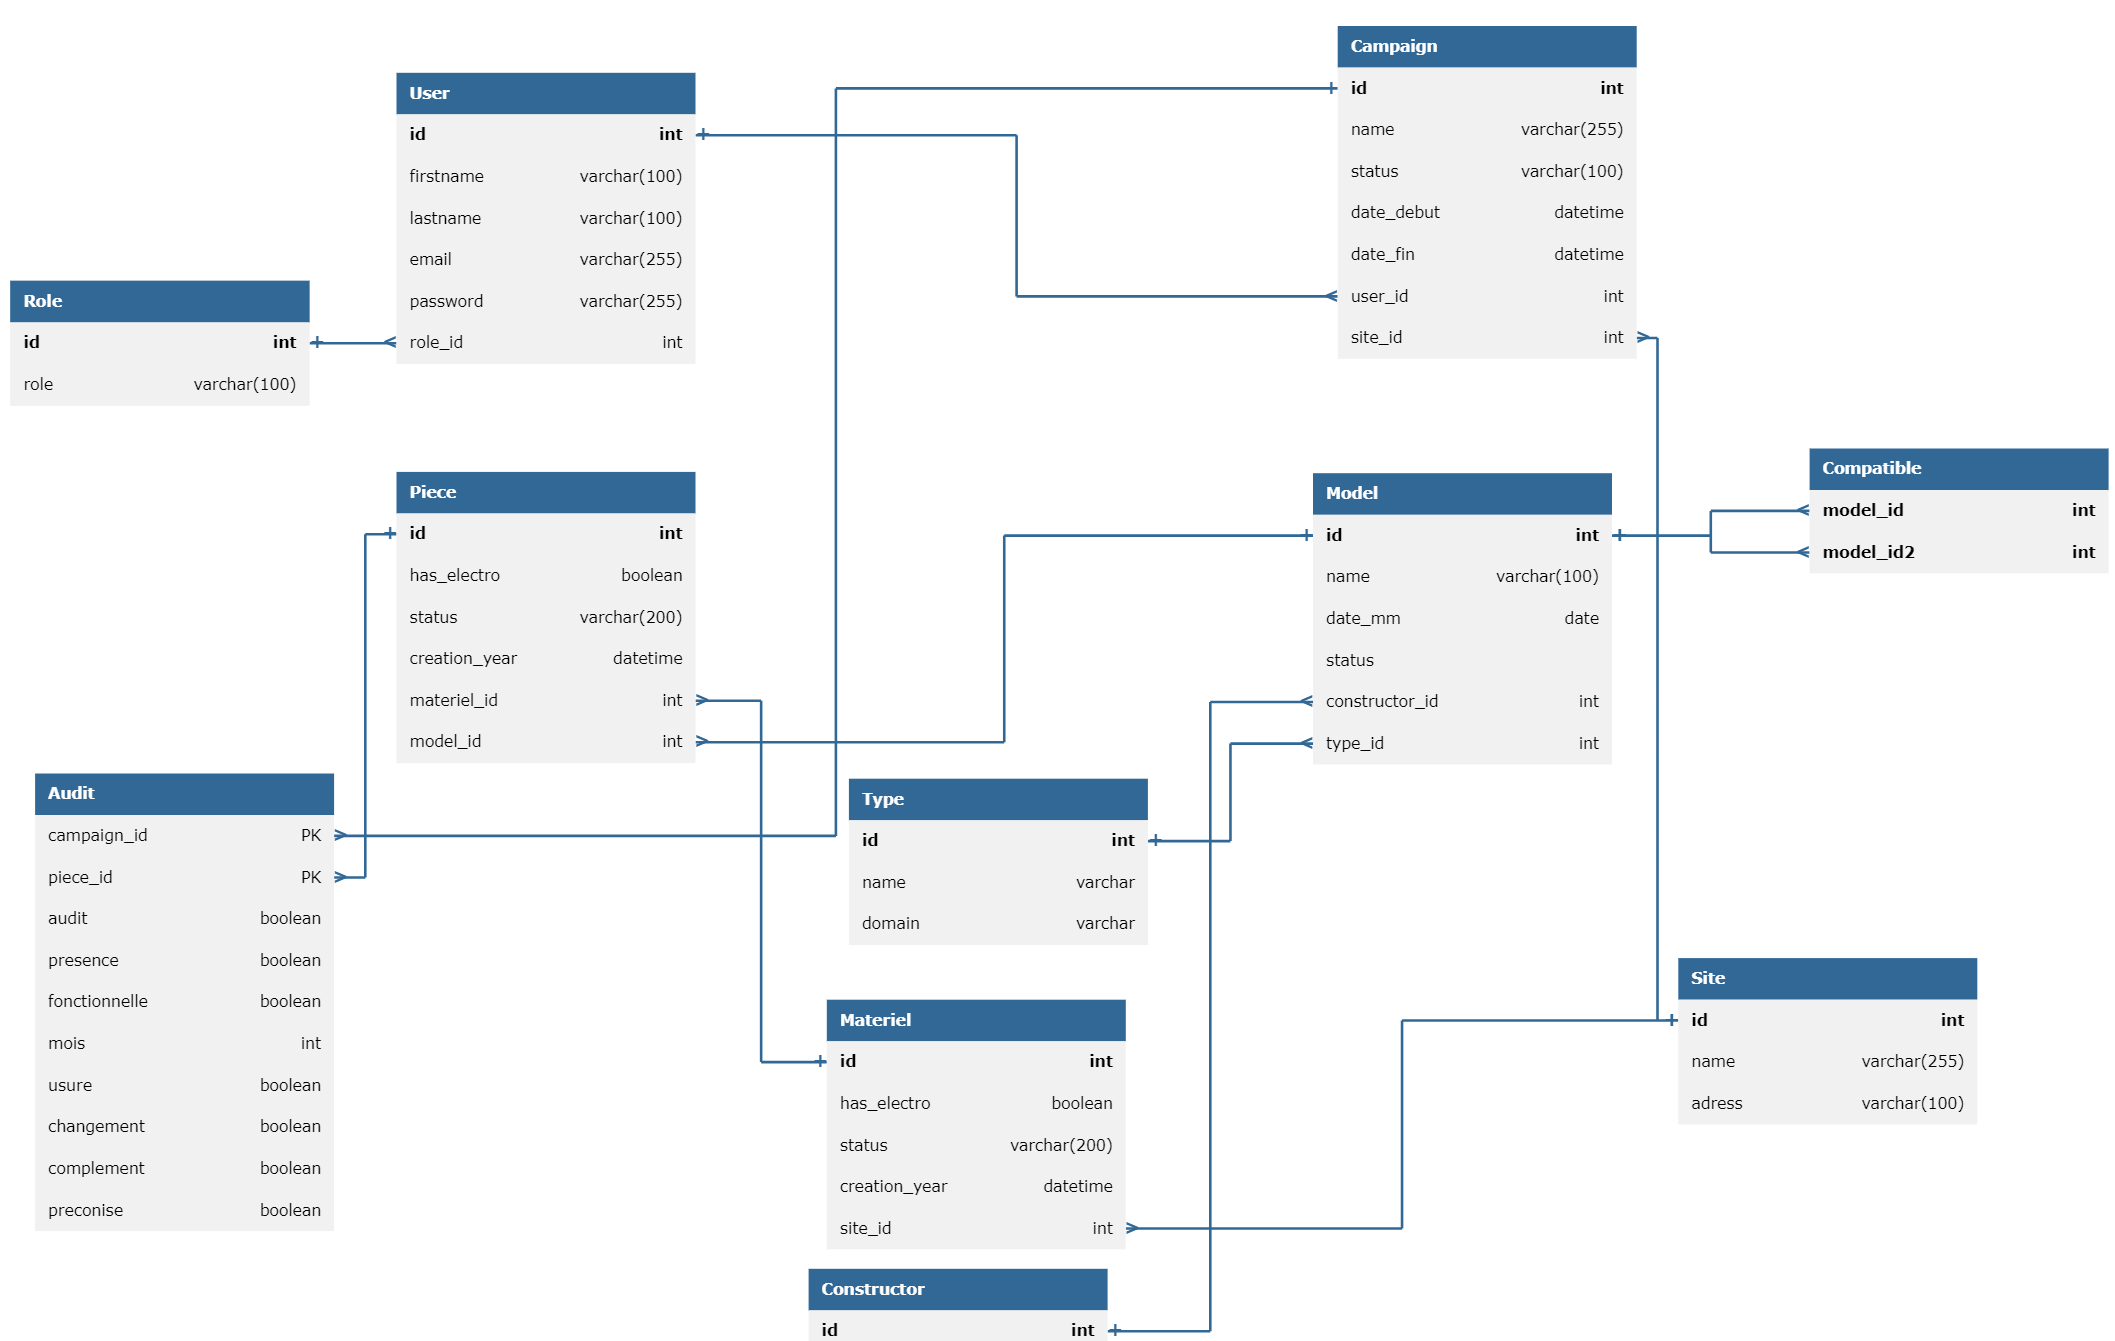 Campaign
id int
name varchar(255)
status varchar(100)
date_debut datetime
date_fin datetime
user_id int
site_id int
User
id int
firstname varchar(100)
lastname varchar(100)
email varchar(255)
password varchar(255)
role_id int
Role
id int
role varchar(100)
Compatible
model_id int
model_id2 int
Piece
id int
has_electro boolean
status varchar(200)
creation_year datetime
materiel_id int
model_id int
Model
id int
name varchar(100)
date_mm date
status
constructor_id int
type_id int
Audit
campaign_id PK
piece_id PK
audit boolean
presence boolean
fonctionnelle boolean
mois int
usure boolean
changement boolean
complement boolean
preconise boolean
Type
id int
name varchar
domain varchar
Site
id int
name varchar(255)
adress varchar(100)
Materiel
id int
has_electro boolean
status varchar(200)
creation_year datetime
site_id int
Constructor
id int